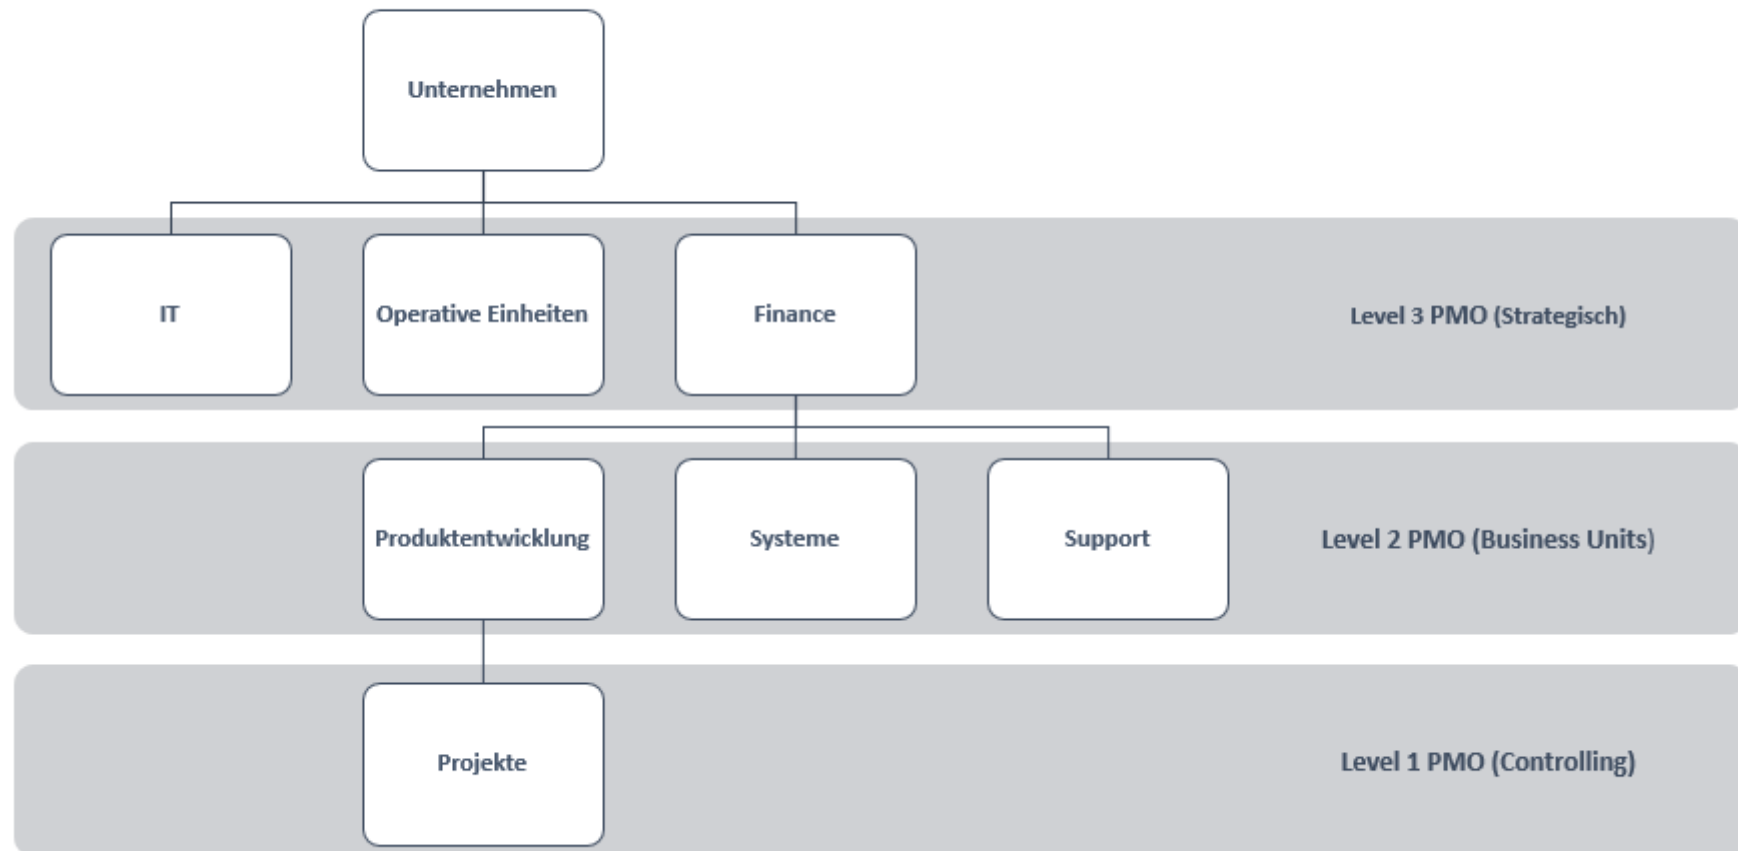 Unternehmen
IT
Operative Einheiten
Finance
Level 3 PMO (Strategisch)
Produktentwicklung
Systeme
Support
Level 2 PMO (Business Units)
Projekte
Level 1 PMO (Controlling)